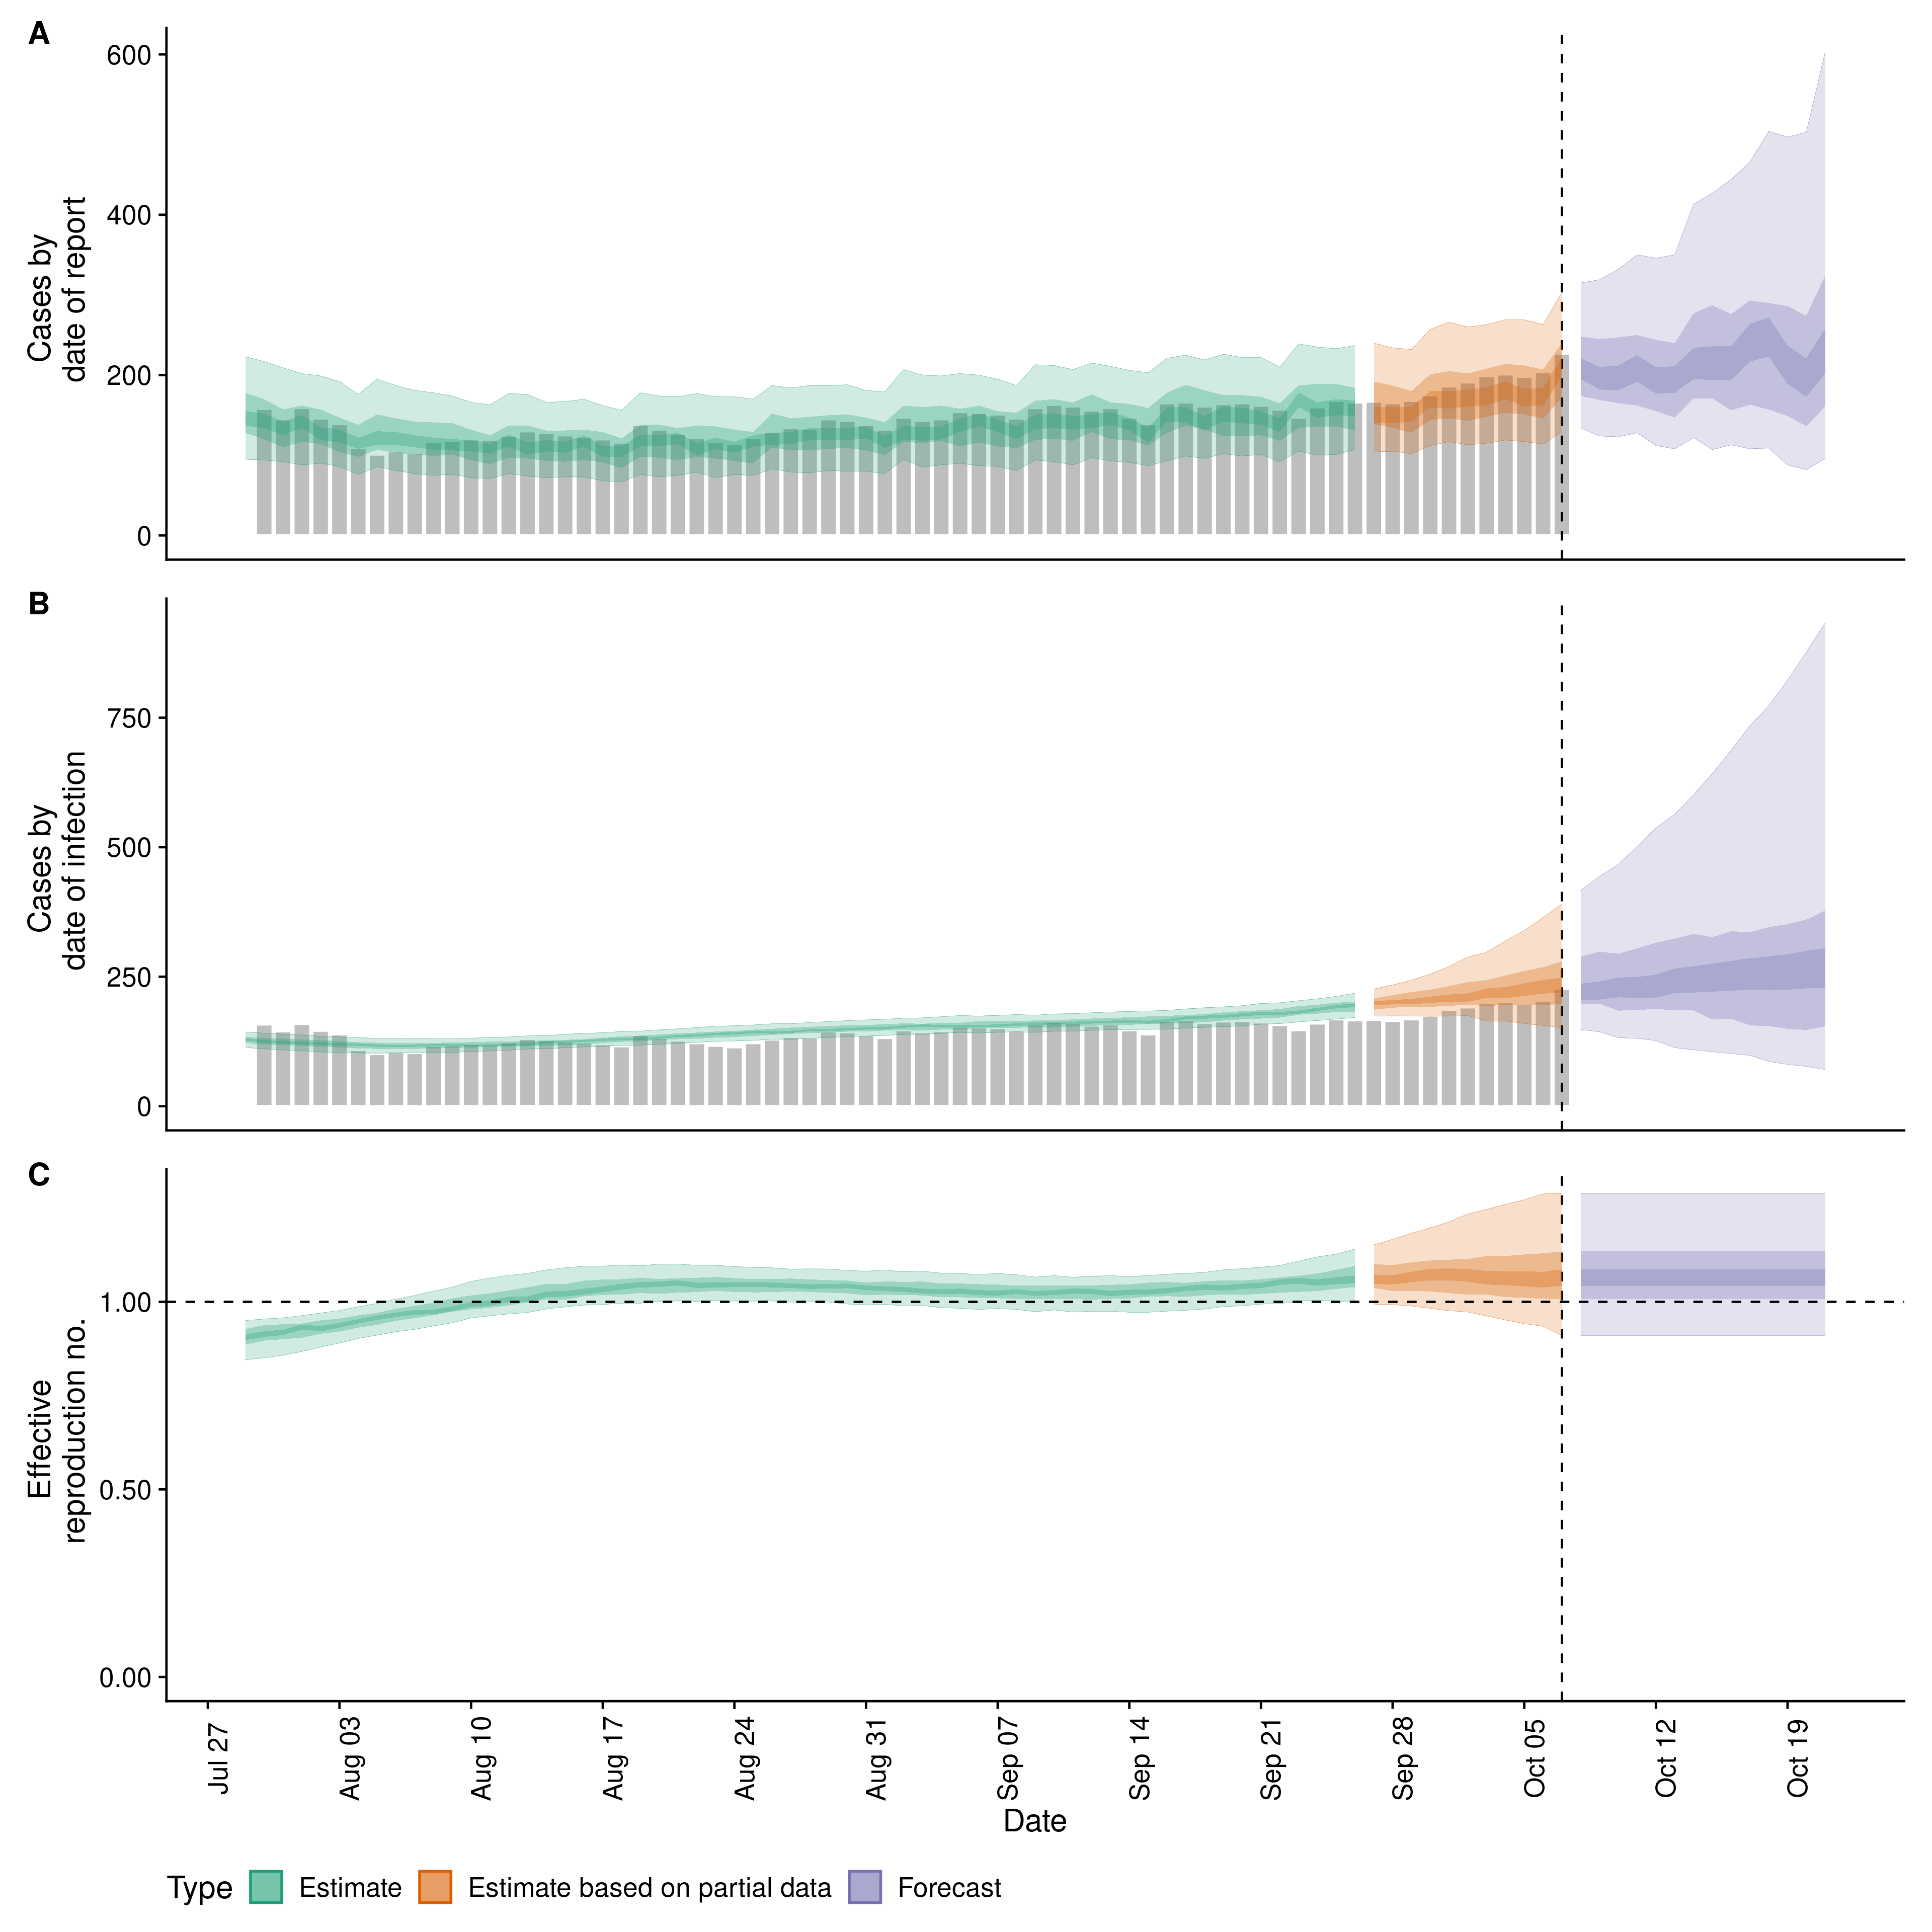 A
600
400
200
0
Cases by
date of report
B
750
500
250
0
Cases by
date of infection
C
1.00
0.50
0.00
Effective
reproduction no.
Jul 27
Aug 03
Aug 10
Aug 17
Aug 24
Aug 31
Sep 07
Sep 14
Sep 21
Sep 28
Oct 05
Oct 12
Oct 19
Date
Type Estimate Estimate based on partial data Forecast